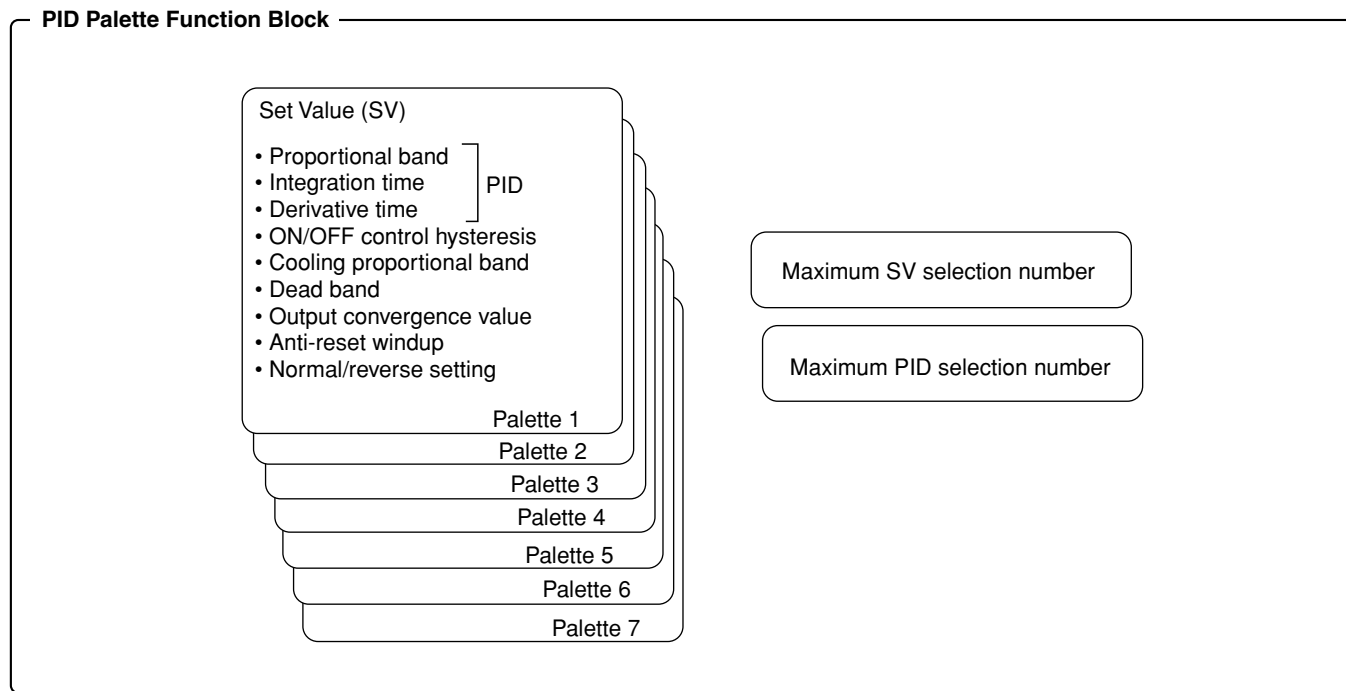 PID Palette Function Block
Set Value (SV)
• Proportional band
• Integration time
• Derivative time
PID
• ON/OFF control hysteresis
• Cooling proportional band
• Dead band
• Output convergence value
• Anti-reset windup
• Normal/reverse setting
Palette 1
Palette 2
Palette 3
Palette 4
Palette 5
Palette 6
Palette 7
Maximum SV selection number
Maximum PID selection number